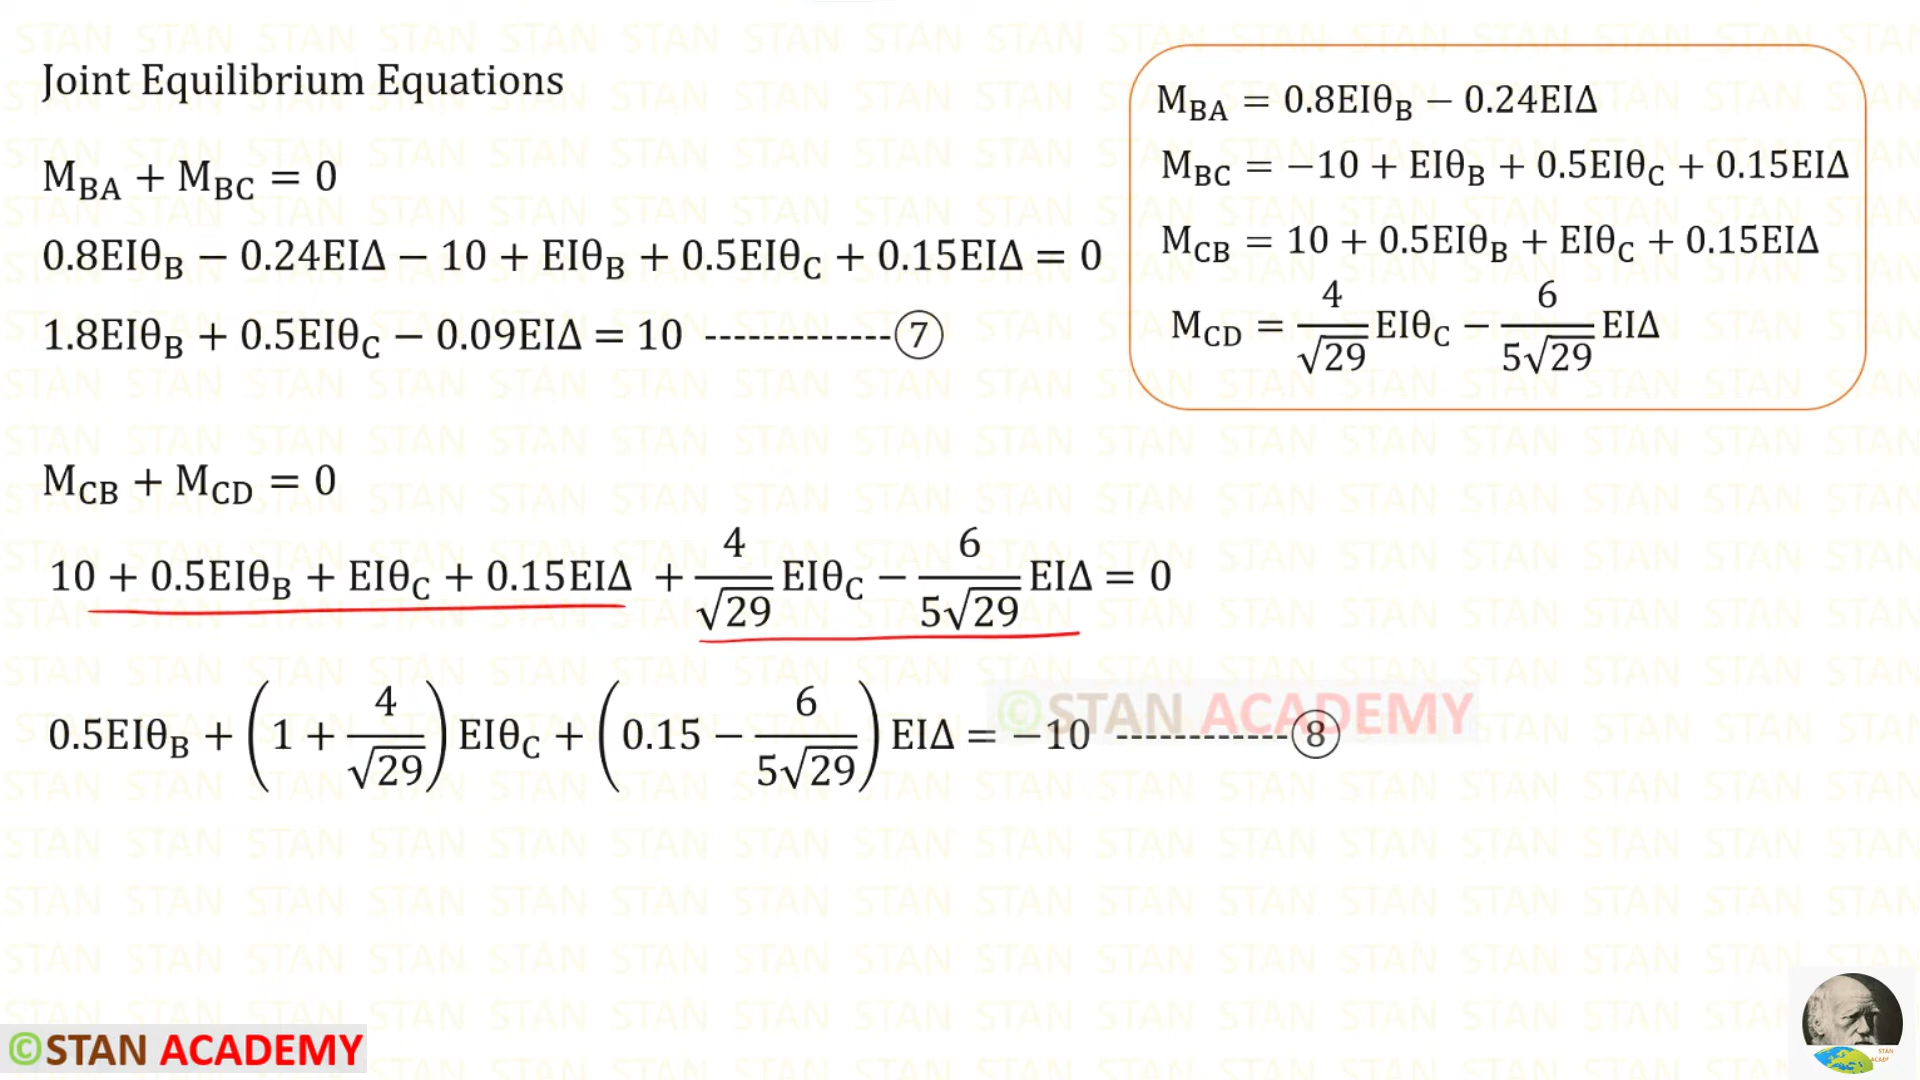 Joint Equilibrium Equations
M_BA + M_BC = 0
0.8EIθ_B − 0.24EIΔ − 10 + EIθ_B + 0.5EIθ_C + 0.15EIΔ = 0
1.8EIθ_B + 0.5EIθ_C − 0.09EIΔ = 10 -------------⑦
M_CB + M_CD = 0
10 + 0.5EIθ_B + EIθ_C + 0.15EIΔ + 4/√29 EIθ_C − 6/5√29 EIΔ = 0
0.5EIθ_B + (1 + 4/√29) EIθ_C + (0.15 − 6/5√29) EIΔ = − 10 ------------⑧
M_BA = 0.8EIθ_B − 0.24EIΔ
M_BC = −10 + EIθ_B + 0.5EIθ_C + 0.15EIΔ
M_CB = 10 + 0.5EIθ_B + EIθ_C + 0.15EIΔ
M_CD = 4/√29 EIθ_C − 6/5√29 EIΔ
©STAN ACADEMY
©STAN ACADEMY